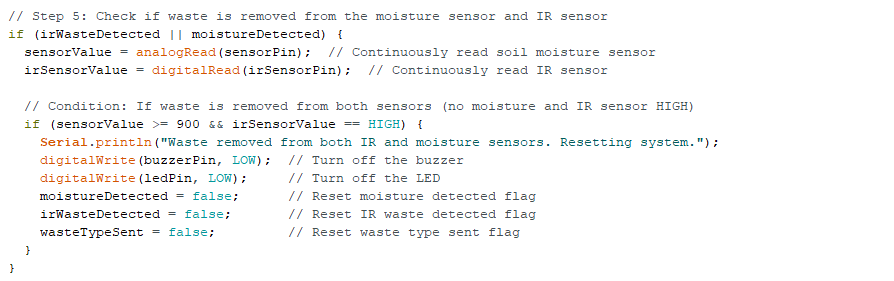 // Step 5: Check if waste is removed from the moisture sensor and IR sensor
if (irWasteDetected || moistureDetected) {
  sensorValue = analogRead(sensorPin);  // Continuously read soil moisture sensor
  irSensorValue = digitalRead(irSensorPin);  // Continuously read IR sensor

  // Condition: If waste is removed from both sensors (no moisture and IR sensor HIGH)
  if (sensorValue >= 900 && irSensorValue == HIGH) {
    Serial.println("Waste removed from both IR and moisture sensors. Resetting system.");
    digitalWrite(buzzerPin, LOW);  // Turn off the buzzer
    digitalWrite(ledPin, LOW);     // Turn off the LED
    moistureDetected = false;      // Reset moisture detected flag
    irWasteDetected = false;       // Reset IR waste detected flag
    wasteTypeSent = false;         // Reset waste type sent flag
  }
}